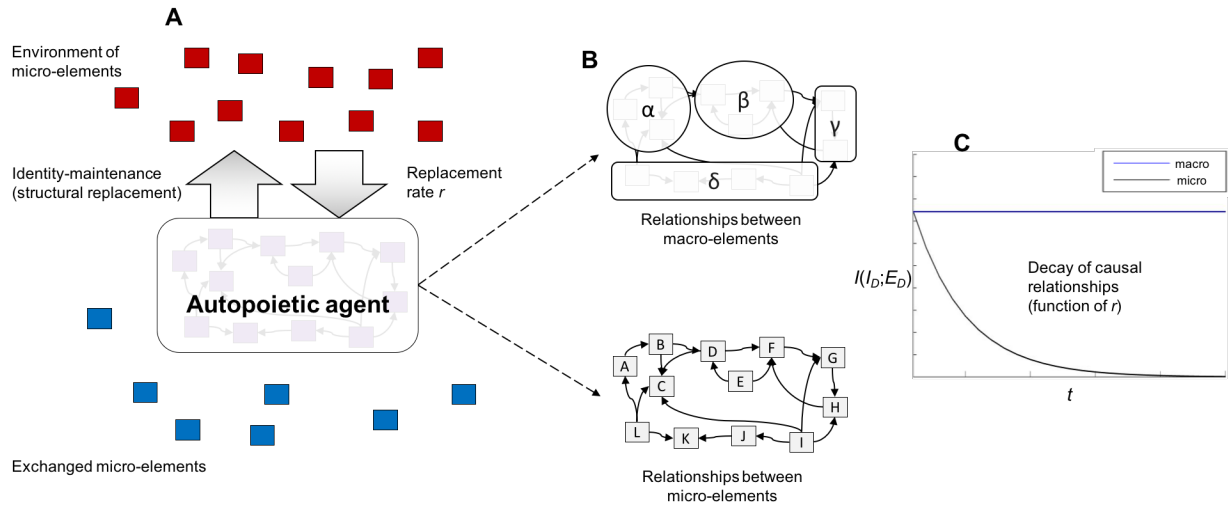 A
Environment of
micro-elements
Identity-maintenance
(structural replacement)
Replacement
rate r
Autopoietic agent
Exchanged micro-elements
B
α
β
γ
δ
Relationships between
macro-elements
A
B
C
D
E
F
G
H
I
J
K
L
Relationships between
micro-elements
C
macro
micro
I(I_D;E_D)
Decay of causal
relationships
(function of r)
t